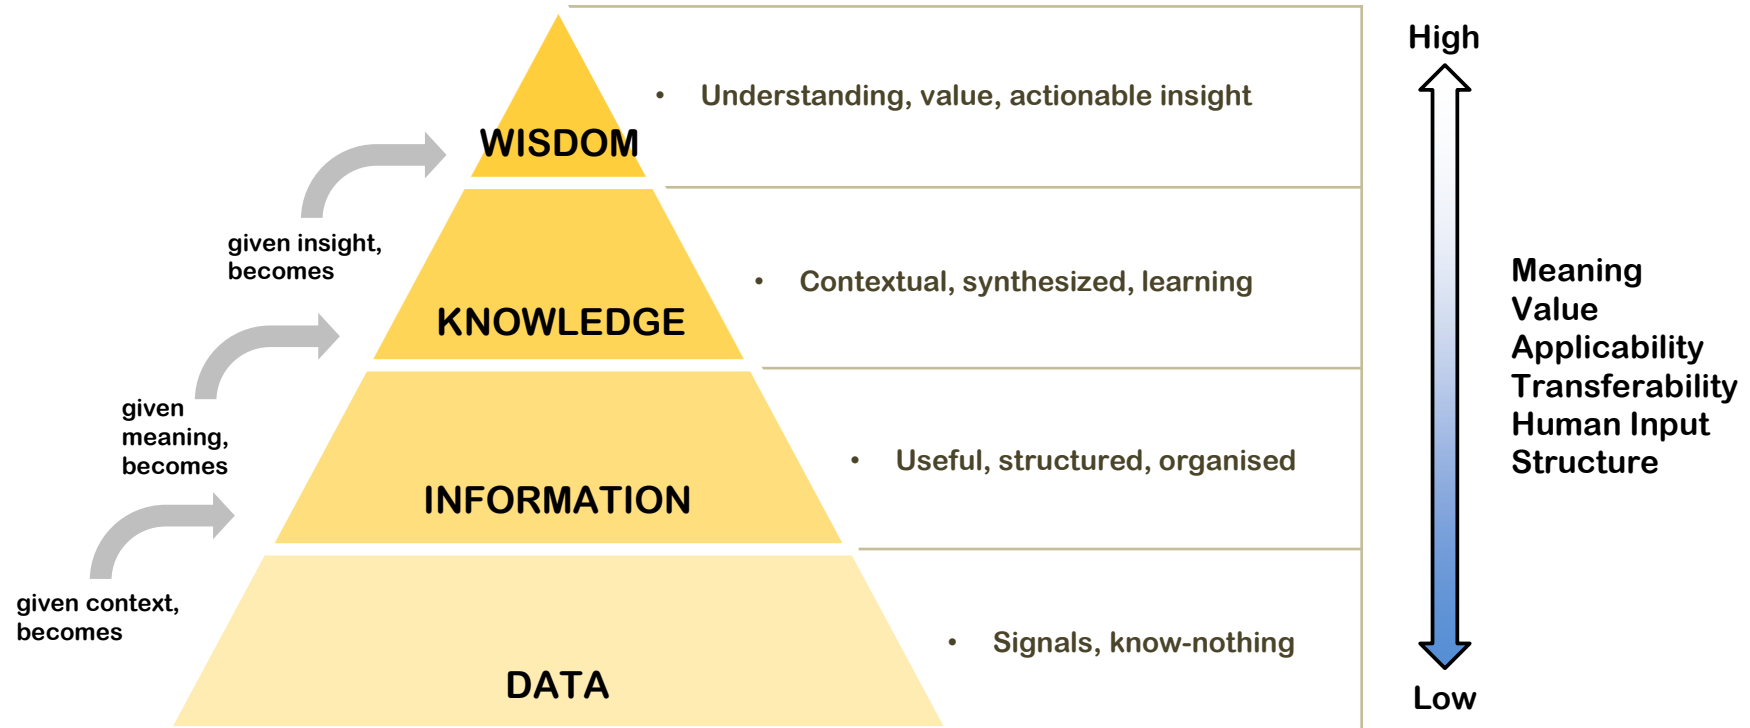 High
• Understanding, value, actionable insight
WISDOM
given insight,
becomes
• Contextual, synthesized, learning
KNOWLEDGE
given
meaning,
becomes
• Useful, structured, organised
INFORMATION
given context,
becomes
• Signals, know-nothing
DATA
Meaning
Value
Applicability
Transferability
Human Input
Structure
Low